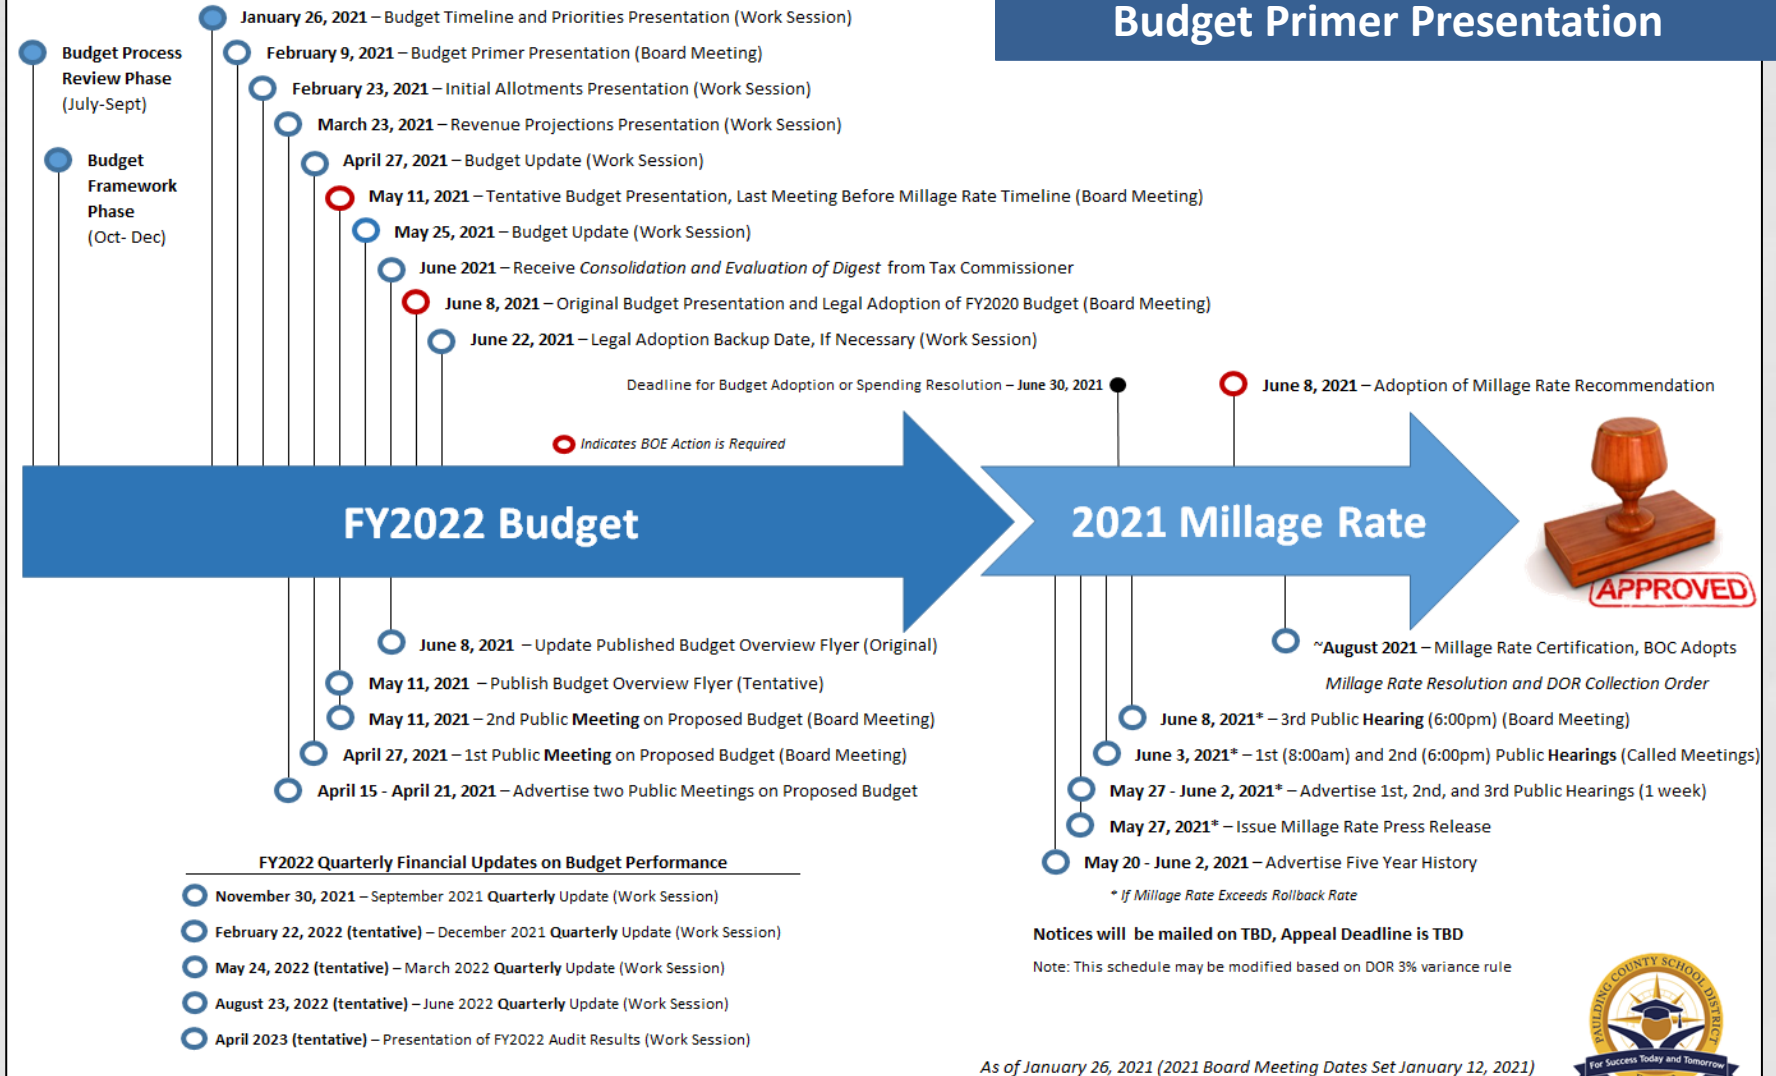 Budget Primer Presentation
January 26, 2021 – Budget Timeline and Priorities Presentation (Work Session)
Budget Process
Review Phase
(July-Sept)
February 9, 2021 – Budget Primer Presentation (Board Meeting)
February 23, 2021 – Initial Allotments Presentation (Work Session)
March 23, 2021 – Revenue Projections Presentation (Work Session)
Budget
Framework
Phase
(Oct- Dec)
April 27, 2021 – Budget Update (Work Session)
May 11, 2021 – Tentative Budget Presentation, Last Meeting Before Millage Rate Timeline (Board Meeting)
May 25, 2021 – Budget Update (Work Session)
June 2021 – Receive Consolidation and Evaluation of Digest from Tax Commissioner
June 8, 2021 – Original Budget Presentation and Legal Adoption of FY2020 Budget (Board Meeting)
June 22, 2021 – Legal Adoption Backup Date, If Necessary (Work Session)
Deadline for Budget Adoption or Spending Resolution – June 30, 2021
June 8, 2021 – Adoption of Millage Rate Recommendation
Indicates BOE Action is Required
FY2022 Budget
2021 Millage Rate
APPROVED
June 8, 2021 – Update Published Budget Overview Flyer (Original)
May 11, 2021 – Publish Budget Overview Flyer (Tentative)
May 11, 2021 – 2nd Public Meeting on Proposed Budget (Board Meeting)
April 27, 2021 – 1st Public Meeting on Proposed Budget (Board Meeting)
April 15 - April 21, 2021 – Advertise two Public Meetings on Proposed Budget
~August 2021 – Millage Rate Certification, BOC Adopts
Millage Rate Resolution and DOR Collection Order
June 8, 2021* – 3rd Public Hearing (6:00pm) (Board Meeting)
June 3, 2021* – 1st (8:00am) and 2nd (6:00pm) Public Hearings (Called Meetings)
May 27 - June 2, 2021* – Advertise 1st, 2nd, and 3rd Public Hearings (1 week)
May 27, 2021* – Issue Millage Rate Press Release
May 20 - June 2, 2021 – Advertise Five Year History
* If Millage Rate Exceeds Rollback Rate
Notices will be mailed on TBD, Appeal Deadline is TBD
Note: This schedule may be modified based on DOR 3% variance rule
FY2022 Quarterly Financial Updates on Budget Performance
November 30, 2021 – September 2021 Quarterly Update (Work Session)
February 22, 2022 (tentative) – December 2021 Quarterly Update (Work Session)
May 24, 2022 (tentative) – March 2022 Quarterly Update (Work Session)
August 23, 2022 (tentative) – June 2022 Quarterly Update (Work Session)
April 2023 (tentative) – Presentation of FY2022 Audit Results (Work Session)
PAULDING COUNTY SCHOOL DISTRICT
For Success Today and Tomorrow
As of January 26, 2021 (2021 Board Meeting Dates Set January 12, 2021)